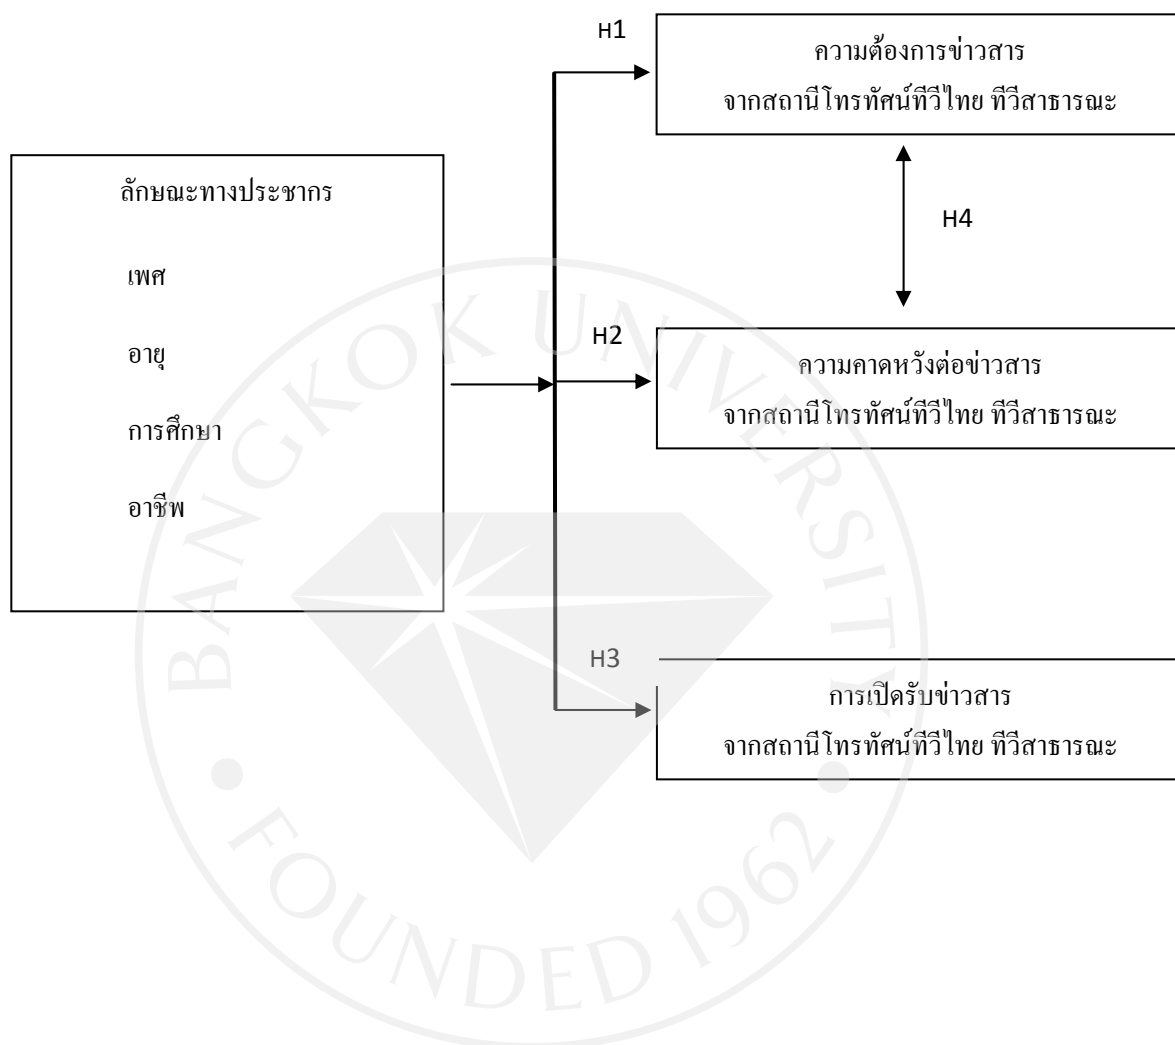 H1
ความต้องการข่าวสาร
จากสถานีโทรทัศน์ทีวีไทย ทีวีสาธารณะ
ลักษณะทางประชากร
เพศ
อายุ
การศึกษา
อาชีพ
H4
H2
ความคาดหวังต่อข่าวสาร
จากสถานีโทรทัศน์ทีวีไทย ทีวีสาธารณะ
H3
การเปิดรับข่าวสาร
จากสถานีโทรทัศน์ทีวีไทย ทีวีสาธารณะ
BANGKOK UNIVERSITY
FOUNDED 1962